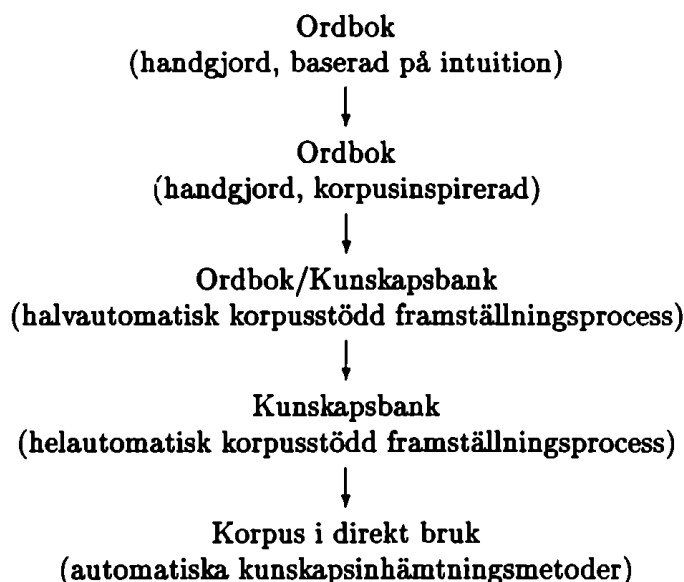 Ordbok
(handgjord, baserad på intuition)
Ordbok
(handgjord, korpusinspirerad)
Ordbok/Kunskapsbank
(halvautomatisk korpusstödd framställningsprocess)
Kunskapsbank
(helautomatisk korpusstödd framställningsprocess)
Korpus i direkt bruk
(automatiska kunskapsinhämtningsmetoder)